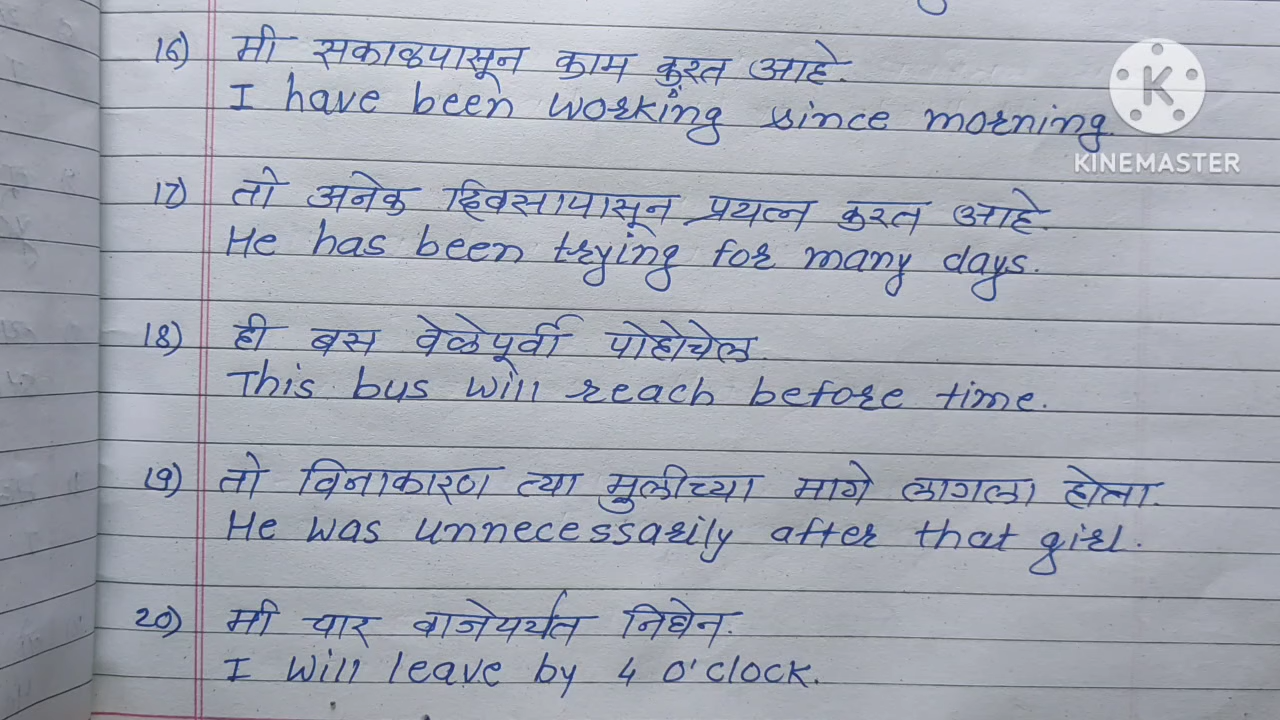 16) मी सकाळपासून काम करत आहे.
I have been working since morning.
KINEMASTER
17) तो अनेक दिवसापासून प्रयत्न करत आहे.
He has been trying for many days.
18) ही बस वेळेपूर्वी पोहोचेल.
This bus will reach before time.
19) तो विनाकारण त्या मुलीच्या मागे लागला होता.
He was unnecessarily after that girl.
20) मी चार वाजेपर्यंत निघेन.
I will leave by 4 o'clock.